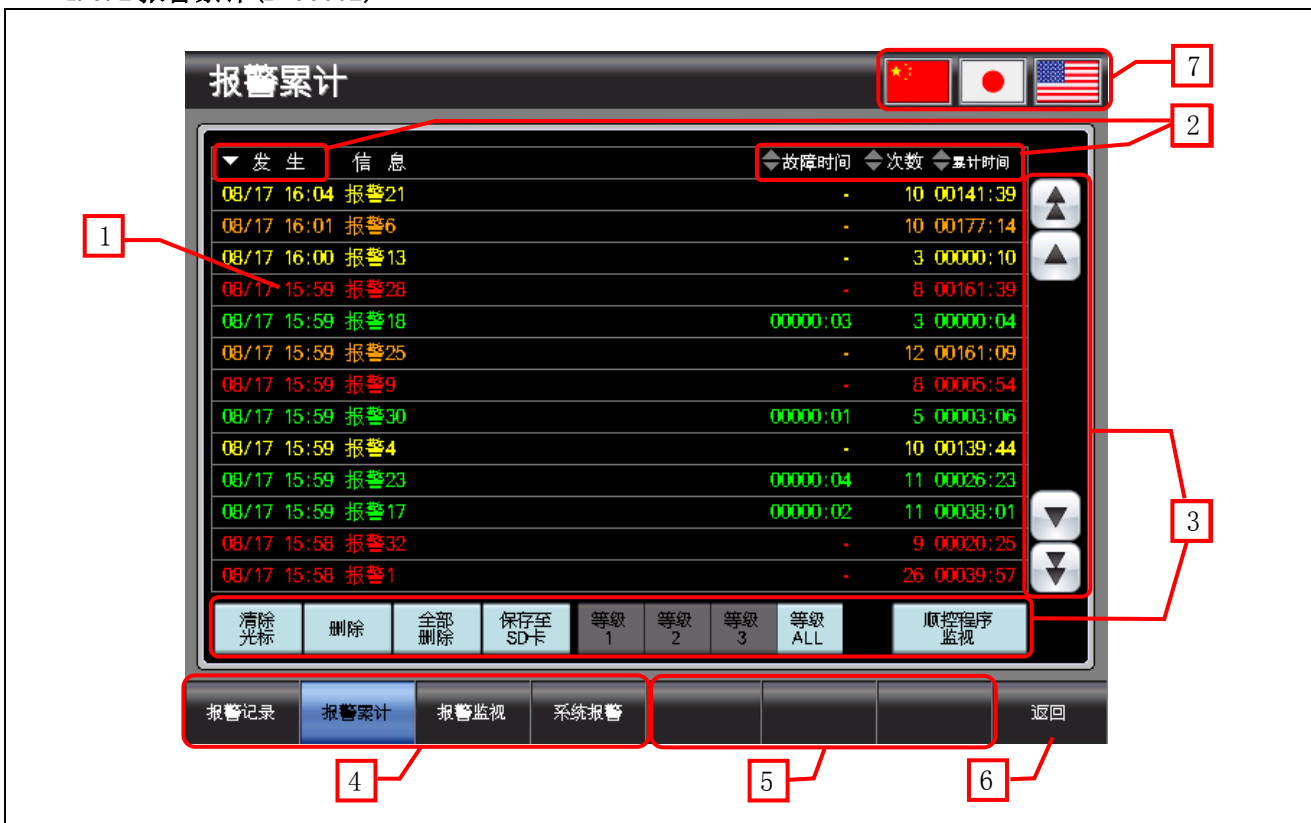 报警累计
7
2
▼ 发 生 信 息 故障时间 次数 累计时间
08/17 16:04 报警21 - 10 00141:39
08/17 16:01 报警6 - 10 00177:14
1
08/17 16:00 报警13 - 3 00000:10
08/17 15:59 报警28 - 8 00161:39
08/17 15:59 报警18 00000:03 3 00000:04
08/17 15:59 报警25 - 12 00161:09
08/17 15:59 报警9 - 8 00005:54
08/17 15:59 报警30 00000:01 5 00003:06
08/17 15:59 报警4 - 10 00139:44
08/17 15:59 报警23 00000:04 11 00026:23
08/17 15:59 报警17 00000:02 11 00038:01
3
08/17 15:58 报警32 - 9 00020:25
08/17 15:58 报警1 - 26 00039:57
清除 光标 删除 全部 删除 保存至 SD卡 等级 1 等级 2 等级 3 等级 ALL 顺控程序 监视
报警记录 报警累计 报警监视 系统报警 返回
4 5 6